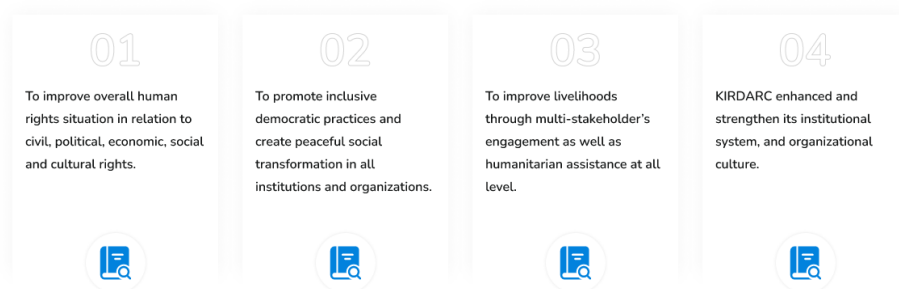 01
To improve overall human
rights situation in relation to
civil, political, economic, social
and cultural rights.
02
To promote inclusive
democratic practices and
create peaceful social
transformation in all
institutions and organizations.
03
To improve livelihoods
through multi-stakeholder’s
engagement as well as
humanitarian assistance at all
level.
04
KIRDARC enhanced and
strengthen its institutional
system, and organizational
culture.